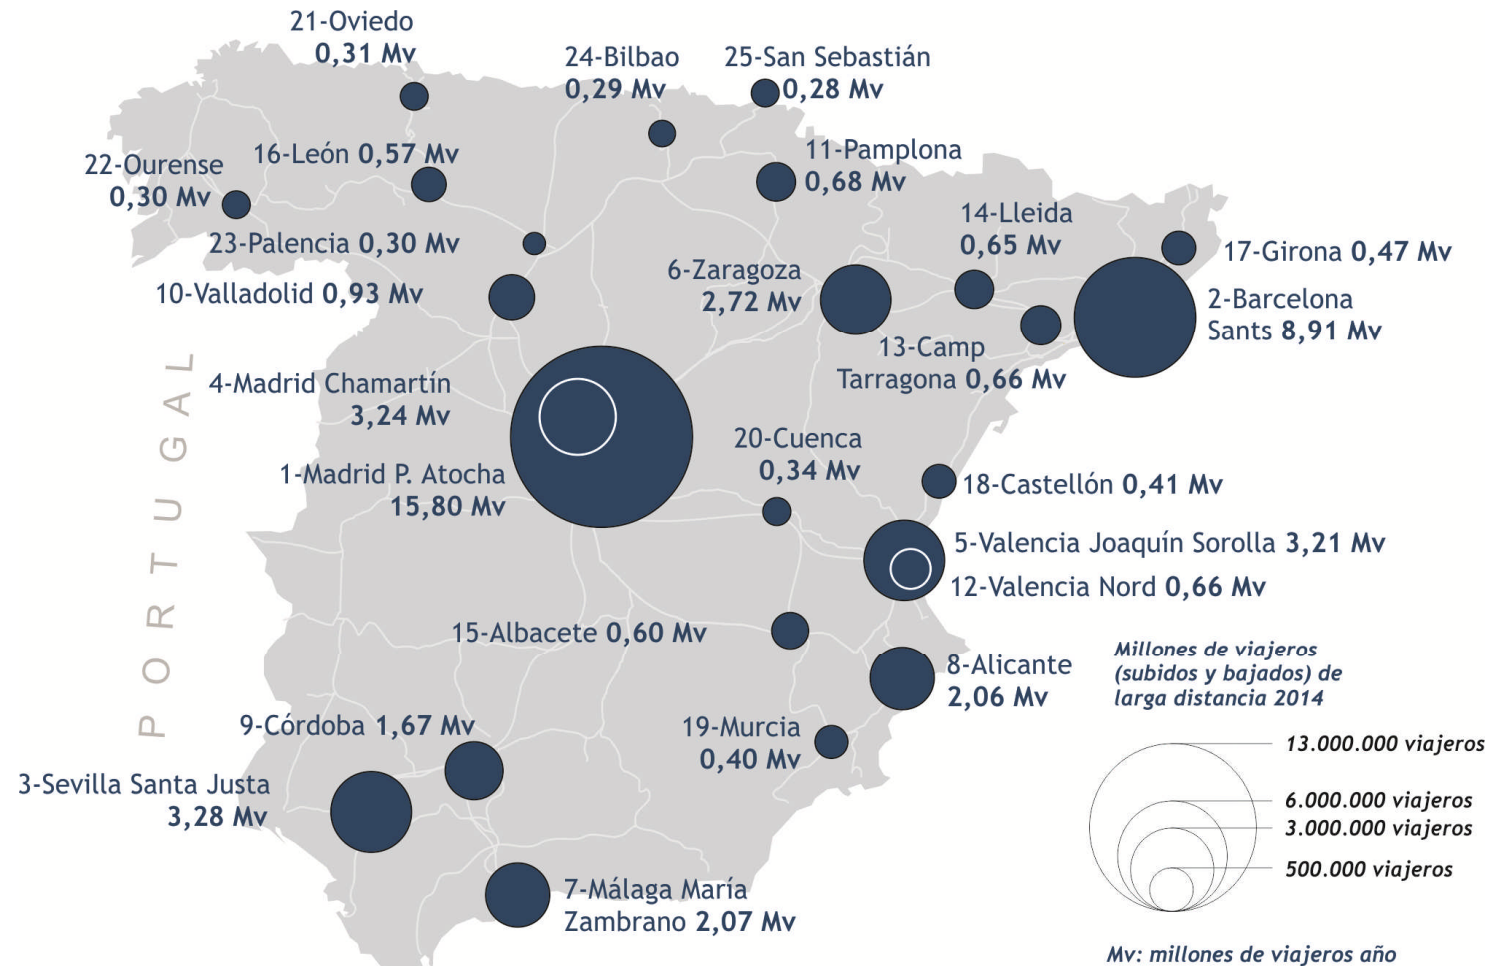 21-Oviedo
0,31 Mv
24-Bilbao
0,29 Mv
25-San Sebastián
0,28 Mv
11-Pamplona
0,68 Mv
16-León 0,57 Mv
22-Ourense
0,30 Mv
14-Lleida
0,65 Mv
23-Palencia 0,30 Mv
17-Girona 0,47 Mv
6-Zaragoza
2,72 Mv
10-Valladolid 0,93 Mv
2-Barcelona
Sants 8,91 Mv
13-Camp
Tarragona 0,66 Mv
4-Madrid Chamartín
3,24 Mv
PORTUGAL
20-Cuenca
0,34 Mv
1-Madrid P. Atocha
15,80 Mv
18-Castellón 0,41 Mv
5-Valencia Joaquín Sorolla 3,21 Mv
12-Valencia Nord 0,66 Mv
15-Albacete 0,60 Mv
8-Alicante
2,06 Mv
9-Córdoba 1,67 Mv
19-Murcia
0,40 Mv
3-Sevilla Santa Justa
3,28 Mv
7-Málaga María
Zambrano 2,07 Mv
Millones de viajeros
(subidos y bajados) de
larga distancia 2014
13.000.000 viajeros
6.000.000 viajeros
3.000.000 viajeros
500.000 viajeros
Mv: millones de viajeros año